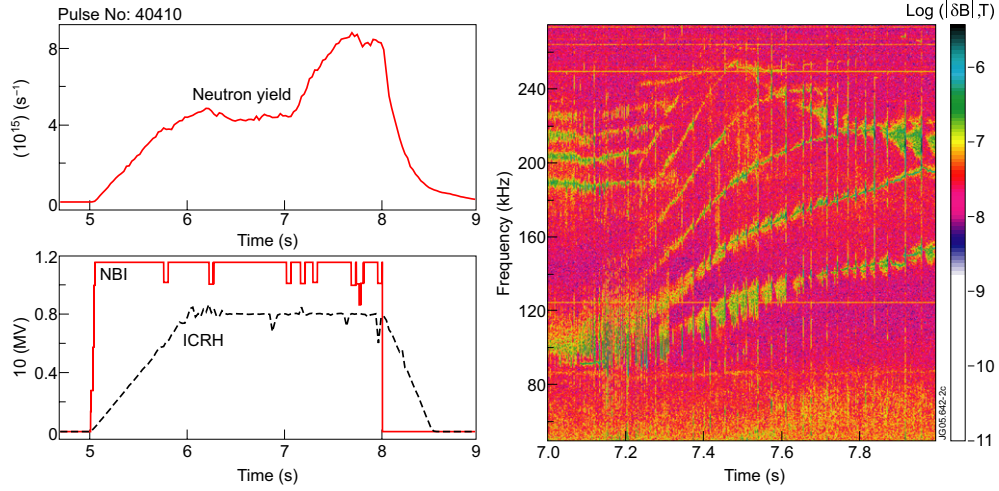 Pulse No: 40410
(10¹⁵) (s⁻¹)
8
4
0
Neutron yield
5 6 7 8 9
Time (s)
10 (MV)
1.2
0.8
0.4
0
NBI
ICRH
5 6 7 8 9
Time (s)
Log (|δB|,T)
Frequency (kHz)
240
200
160
120
80
7.0 7.2 7.4 7.6 7.8
Time (s)
JG05.642-2c
-6
-7
-8
-9
-10
-11